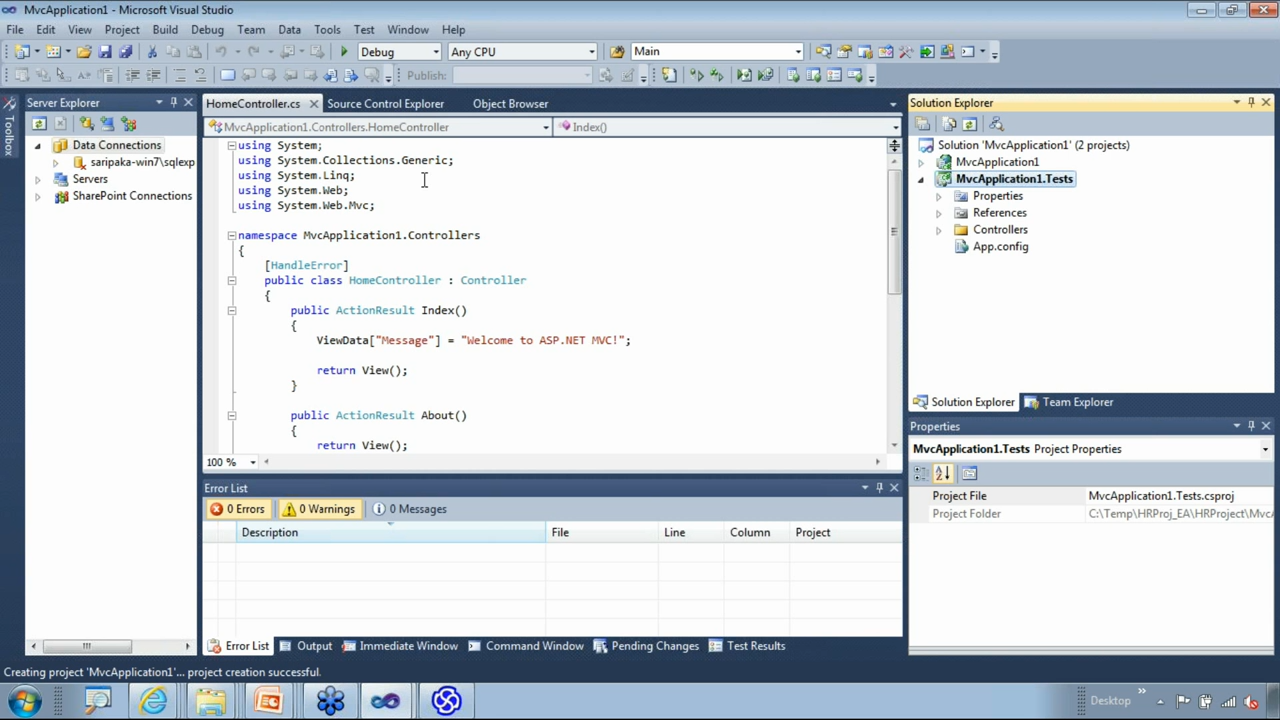 MvcApplication1 - Microsoft Visual Studio
File Edit View Project Build Debug Team Data Tools Test Window Help
Debug Any CPU Main
Publish:
Server Explorer
Data Connections
saripaka-win7\sqlexp
Servers
SharePoint Connections
Toolbox
HomeController.cs Source Control Explorer Object Browser
MvcApplication1.Controllers.HomeController Index()
using System;
using System.Collections.Generic;
using System.Linq;
using System.Web;
using System.Web.Mvc;
namespace MvcApplication1.Controllers
{
[HandleError]
public class HomeController : Controller
{
public ActionResult Index()
{
ViewData["Message"] = "Welcome to ASP.NET MVC!";
return View();
}
public ActionResult About()
{
return View();
100 %
Error List
0 Errors 0 Warnings 0 Messages
Description File Line Column Project
Error List Output Immediate Window Command Window Pending Changes Test Results
Solution Explorer
Solution 'MvcApplication1' (2 projects)
MvcApplication1
MvcApplication1.Tests
Properties
References
Controllers
App.config
Solution Explorer Team Explorer
Properties
MvcApplication1.Tests Project Properties
Project File MvcApplication1.Tests.csproj
Project Folder C:\Temp\HRProj_EA\HRProject\MvcA
Creating project 'MvcApplication1'... project creation successful.
Desktop